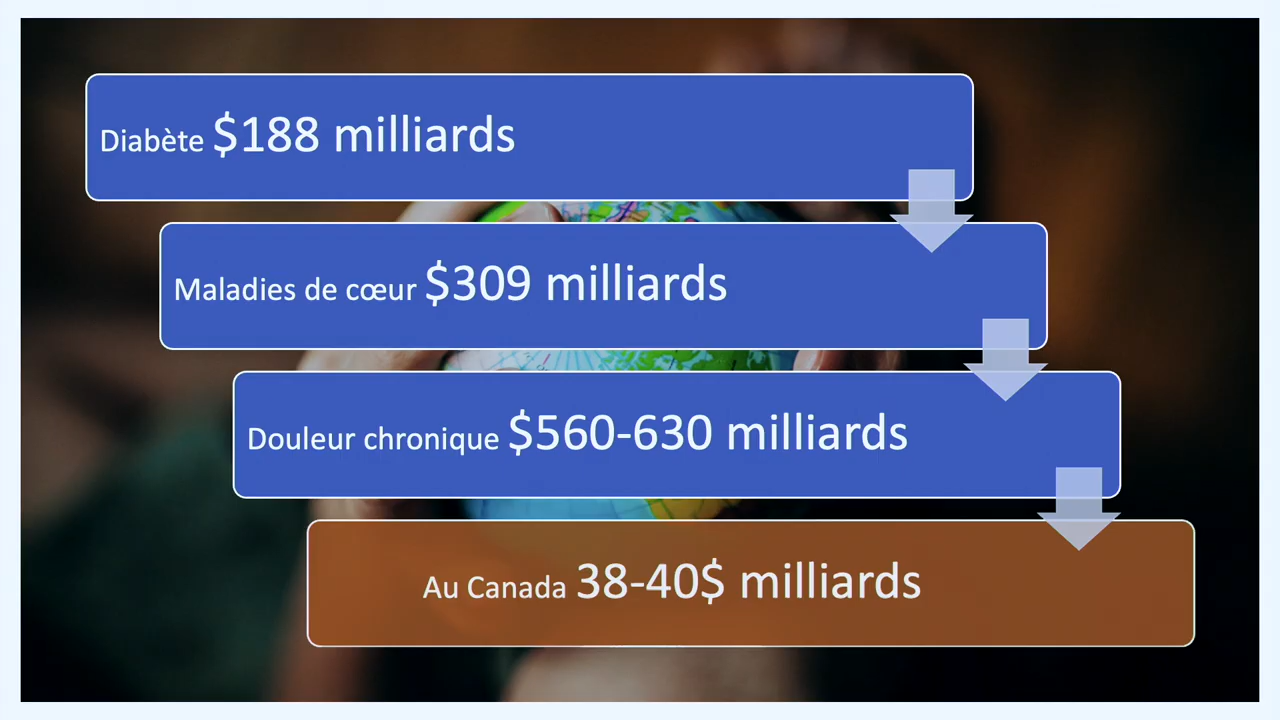 Diabète $188 milliards
Maladies de cœur $309 milliards
Douleur chronique $560-630 milliards
Au Canada 38-40$ milliards